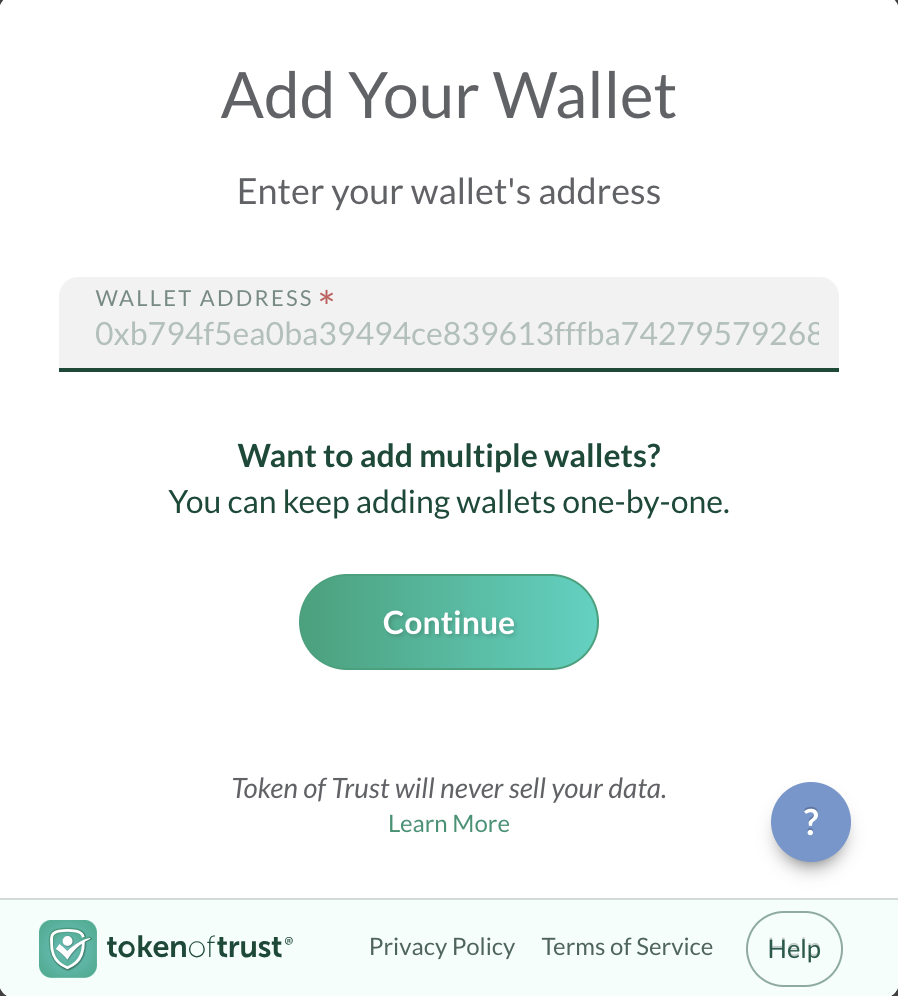 Add Your Wallet
Enter your wallet's address
WALLET ADDRESS *
0xb794f5ea0ba39494ce839613fffba74279579268
Want to add multiple wallets?
You can keep adding wallets one-by-one.
Continue
Token of Trust will never sell your data.
Learn More
?
tokenoftrust® Privacy Policy Terms of Service Help